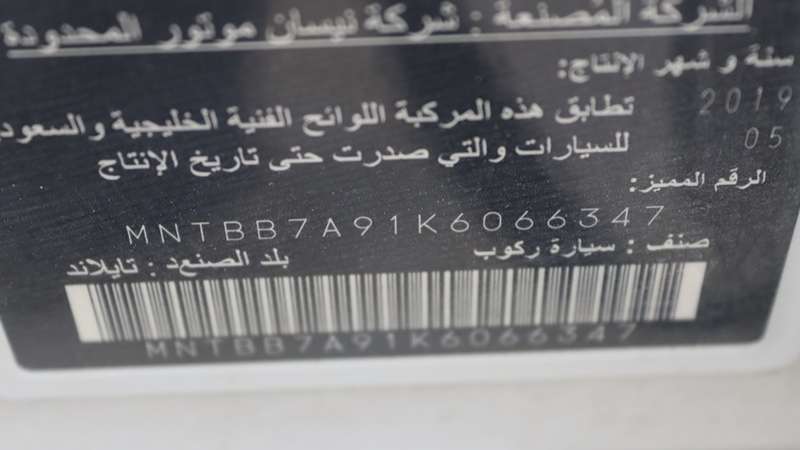 الشركة المصنعة : شركة نيسان موتور المحدودة
سنة و شهر الإنتاج:
2019 تطابق هذه المركبة اللوائح الفنية الخليجية و
05 للسيارات والتي صدرت حتى تاريخ الإنتاج
الرقم المميز:
MNTBB7A91K6066347
صنف : سيارة ركوب بلد الصنع : تايلاند
MNTBB7A91K6066347